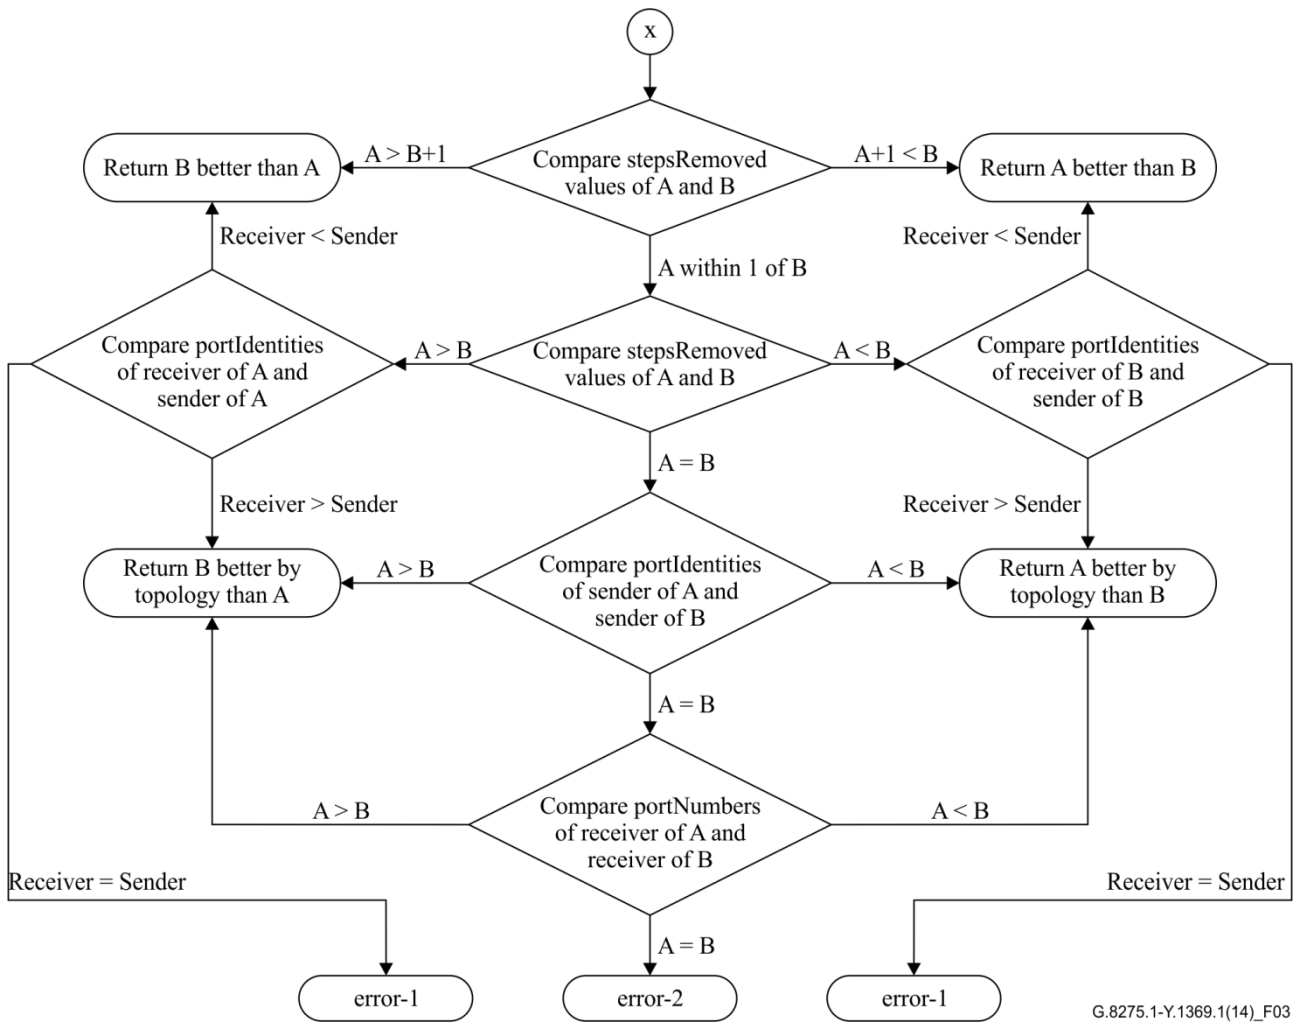 x
Return B better than A
A > B+1
Compare stepsRemoved
values of A and B
A+1 < B
Return A better than B
Receiver < Sender
Receiver < Sender
A within 1 of B
Compare portIdentities
of receiver of A and
sender of A
A > B
Compare stepsRemoved
values of A and B
A < B
Compare portIdentities
of receiver of B and
sender of B
A = B
Receiver > Sender
Receiver > Sender
Return B better by
topology than A
A > B
Compare portIdentities
of sender of A and
sender of B
A < B
Return A better by
topology than B
A = B
A > B
Compare portNumbers
of receiver of A and
receiver of B
A < B
Receiver = Sender
Receiver = Sender
A = B
error-1
error-2
error-1
G.8275.1-Y.1369.1(14)_F03